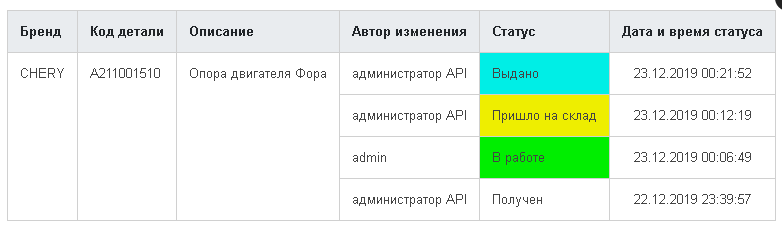 Бренд Код детали Описание Автор изменения Статус Дата и время статуса
CHERY A211001510 Опора двигателя Фора администратор API Выдано 23.12.2019 00:21:52
администратор API Пришло на склад 23.12.2019 00:12:19
admin В работе 23.12.2019 00:06:49
администратор API Получен 22.12.2019 23:39:57